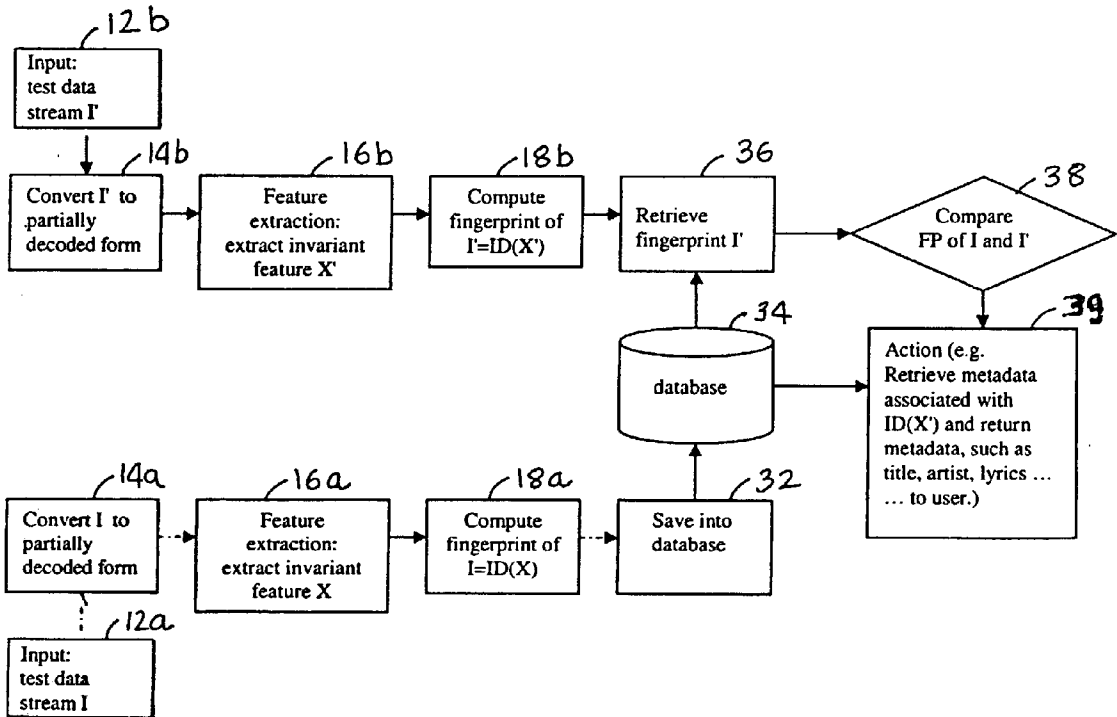 12b
Input:
test data
stream I'
14b
Convert I' to
partially
decoded form
16b
Feature
extraction:
extract invariant
feature X'
18b
Compute
fingerprint of
I'=ID(X')
36
Retrieve
fingerprint I'
38
Compare
FP of I and I'
34
database
39
Action (e.g.
Retrieve metadata
associated with
ID(X') and return
metadata, such as
title, artist, lyrics ...
... to user.)
14a
Convert I to
partially
decoded form
16a
Feature
extraction:
extract invariant
feature X
18a
Compute
fingerprint of
I=ID(X)
32
Save into
database
12a
Input:
test data
stream I